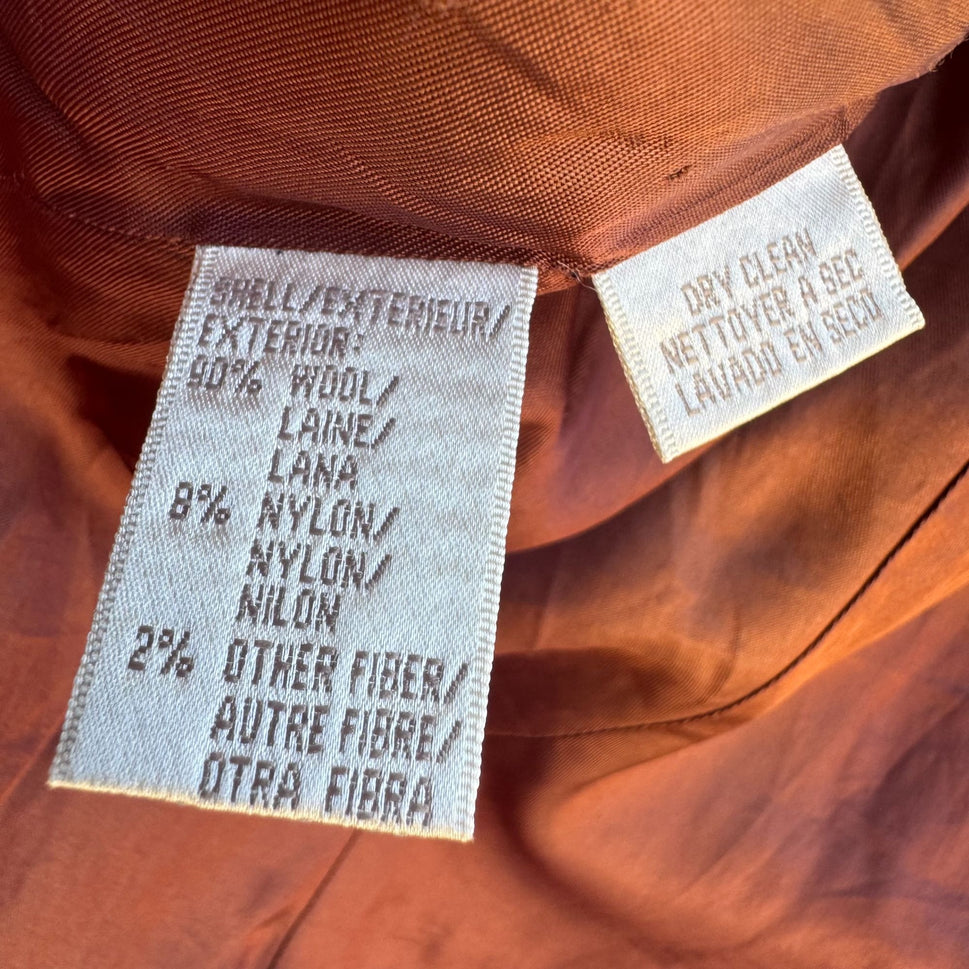 SHELL/EXTERIEUR/
EXTERIOR:
90% WOOL/
LAINE/
LANA
8% NYLON/
NYLON/
NILON
2% OTHER FIBER/
AUTRE FIBRE/
OTRA FIBRA
DRY CLEAN
NETTOYER A SEC
LAVADO EN SECO